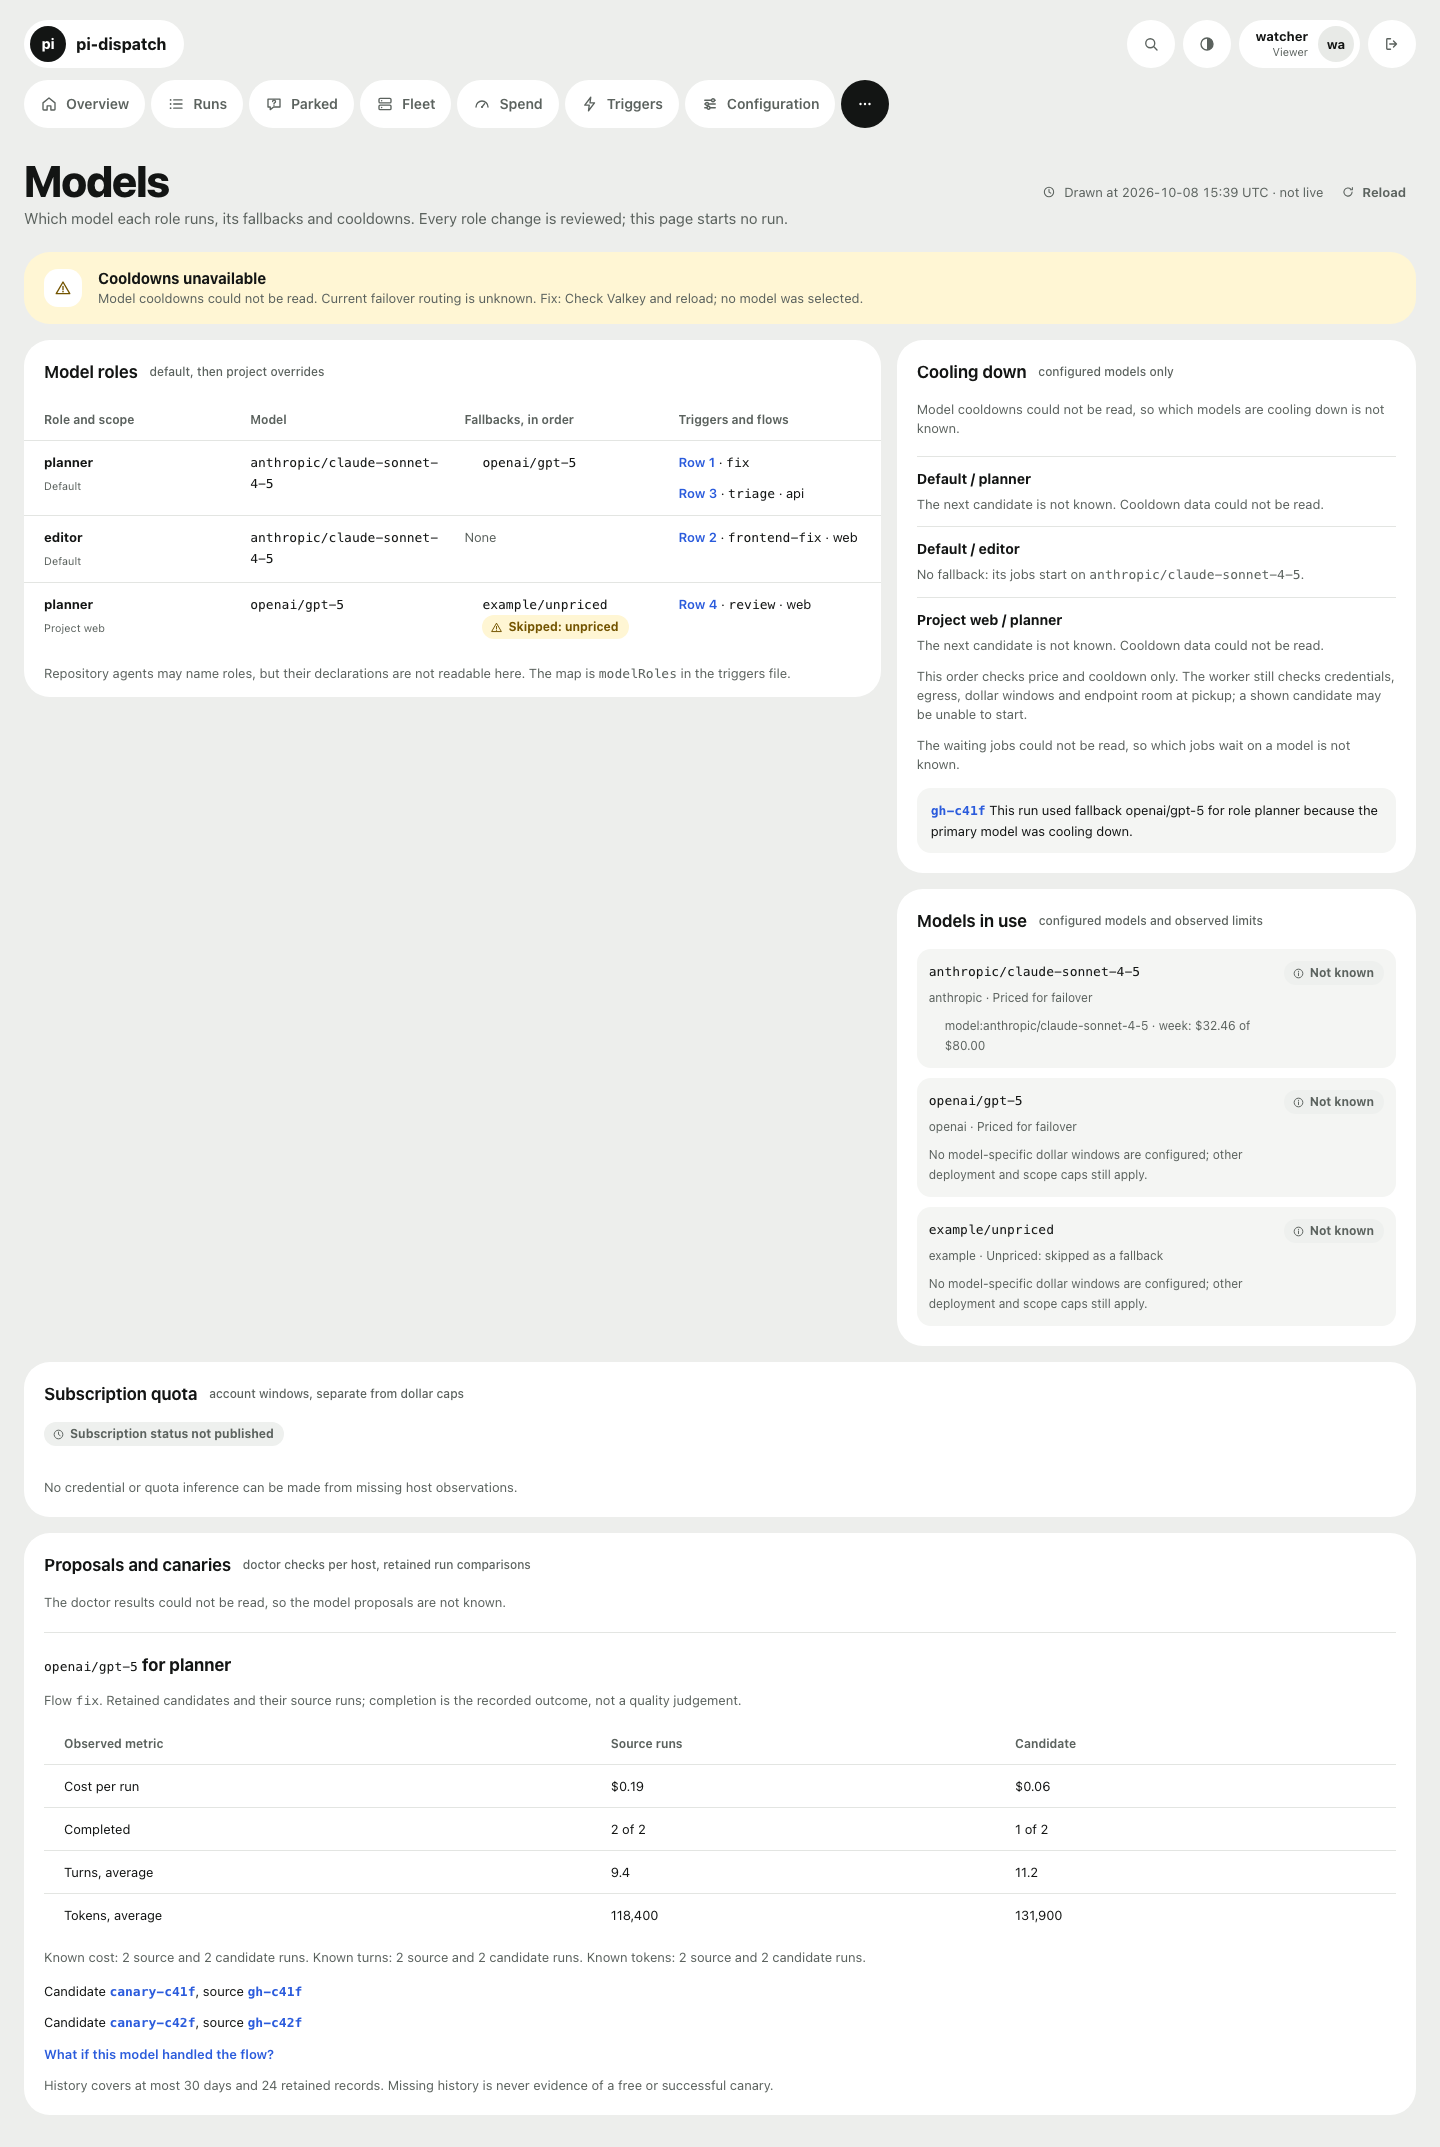 pi pi-dispatch
watcher
Viewer
wa
Overview Runs Parked Fleet Spend Triggers Configuration ...
Models
Drawn at 2026-10-08 15:39 UTC · not live Reload
Which model each role runs, its fallbacks and cooldowns. Every role change is reviewed; this page starts no run.
Cooldowns unavailable
Model cooldowns could not be read. Current failover routing is unknown. Fix: Check Valkey and reload; no model was selected.
Model roles default, then project overrides
Role and scope Model Fallbacks, in order Triggers and flows
planner anthropic/claude-sonnet- openai/gpt-5 Row 1 · fix
Default 4-5 Row 3 · triage · api
editor anthropic/claude-sonnet- None Row 2 · frontend-fix · web
Default 4-5
planner openai/gpt-5 example/unpriced Row 4 · review · web
Project web Skipped: unpriced
Repository agents may name roles, but their declarations are not readable here. The map is modelRoles in the triggers file.
Cooling down configured models only
Model cooldowns could not be read, so which models are cooling down is not
known.
Default / planner
The next candidate is not known. Cooldown data could not be read.
Default / editor
No fallback: its jobs start on anthropic/claude-sonnet-4-5.
Project web / planner
The next candidate is not known. Cooldown data could not be read.
This order checks price and cooldown only. The worker still checks credentials,
egress, dollar windows and endpoint room at pickup; a shown candidate may
be unable to start.
The waiting jobs could not be read, so which jobs wait on a model is not
known.
gh-c41f This run used fallback openai/gpt-5 for role planner because the
primary model was cooling down.
Models in use configured models and observed limits
anthropic/claude-sonnet-4-5 Not known
anthropic · Priced for failover
model:anthropic/claude-sonnet-4-5 · week: $32.46 of
$80.00
openai/gpt-5 Not known
openai · Priced for failover
No model-specific dollar windows are configured; other
deployment and scope caps still apply.
example/unpriced Not known
example · Unpriced: skipped as a fallback
No model-specific dollar windows are configured; other
deployment and scope caps still apply.
Subscription quota account windows, separate from dollar caps
Subscription status not published
No credential or quota inference can be made from missing host observations.
Proposals and canaries doctor checks per host, retained run comparisons
The doctor results could not be read, so the model proposals are not known.
openai/gpt-5 for planner
Flow fix. Retained candidates and their source runs; completion is the recorded outcome, not a quality judgement.
Observed metric Source runs Candidate
Cost per run $0.19 $0.06
Completed 2 of 2 1 of 2
Turns, average 9.4 11.2
Tokens, average 118,400 131,900
Known cost: 2 source and 2 candidate runs. Known turns: 2 source and 2 candidate runs. Known tokens: 2 source and 2 candidate runs.
Candidate canary-c41f, source gh-c41f
Candidate canary-c42f, source gh-c42f
What if this model handled the flow?
History covers at most 30 days and 24 retained records. Missing history is never evidence of a free or successful canary.